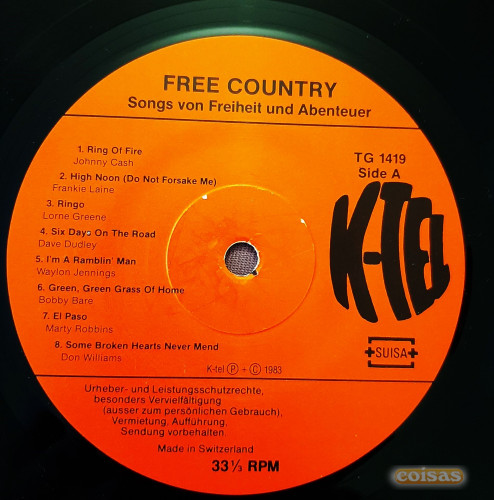 FREE COUNTRY
Songs von Freiheit und Abenteuer
1. Ring Of Fire
Johnny Cash
2. High Noon (Do Not Forsake Me)
Frankie Laine
3. Ringo
Lorne Greene
4. Six Days On The Road
Dave Dudley
5. I'm A Ramblin' Man
Waylon Jennings
6. Green, Green Grass Of Home
Bobby Bare
7. El Paso
Marty Robbins
8. Some Broken Hearts Never Mend
Don Williams
TG 1419
Side A
K-TEL
SUISA
K-tel Ⓟ + © 1983
Urheber- und Leistungsschutzrechte,
besonders Vervielfältigung
(ausser zum persönlichen Gebrauch),
Vermietung, Aufführung,
Sendung vorbehalten.
Made in Switzerland
33⅓ RPM
eoisas